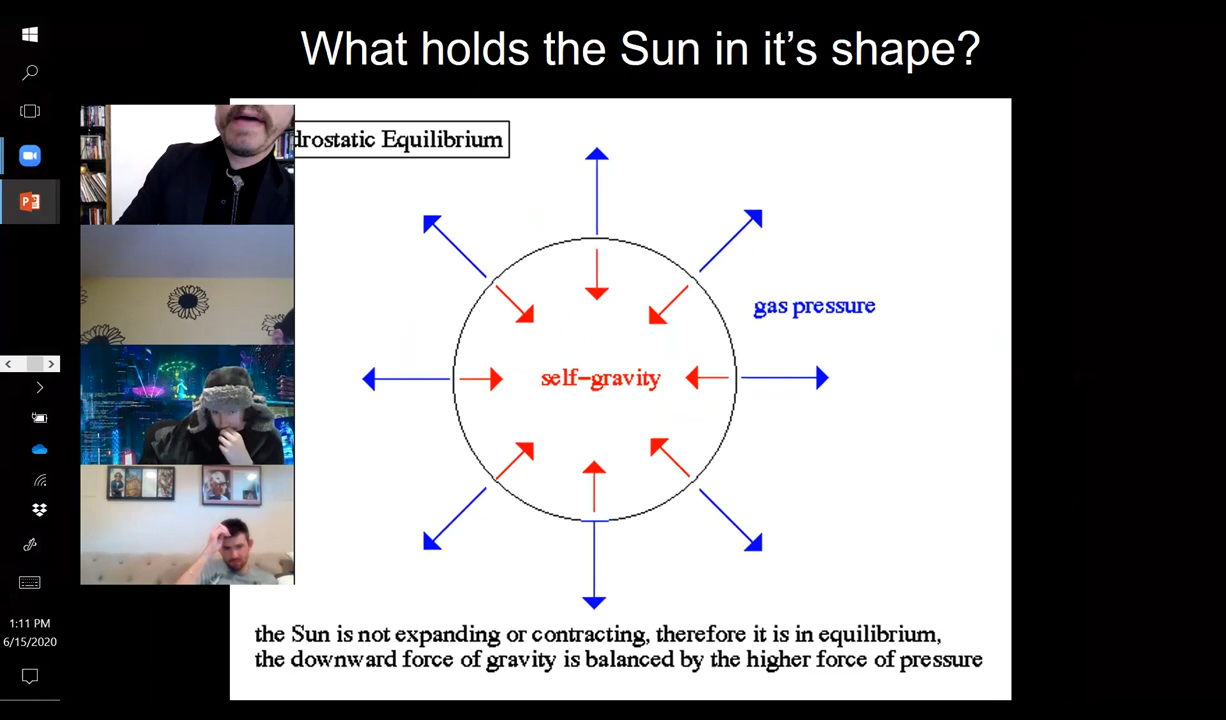 What holds the Sun in it’s shape?
drostatic Equilibrium
gas pressure
self-gravity
the Sun is not expanding or contracting, therefore it is in equilibrium,
the downward force of gravity is balanced by the higher force of pressure
1:11 PM
6/15/2020